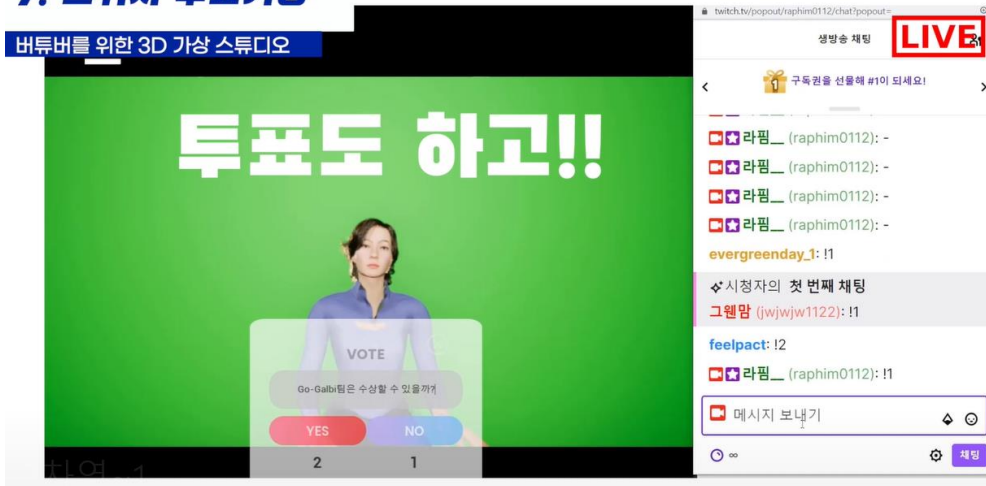 버튜버를 위한 3D 가상 스튜디오
투표도 하고!!
VOTE
Go-Galbi팀은 수상할 수 있을까?
YES NO
2 1
twitch.tv/popout/raphim0112/chat?popout=
생방송 채팅
LIVE
1
구독권을 선물해 #1이 되세요!
라핌__ (raphim0112): -
라핌__ (raphim0112): -
라핌__ (raphim0112): -
라핌__ (raphim0112): -
evergreenday_1: !1
시청자의 첫 번째 채팅
그웬맘 (jwjwjw1122): !1
feelpact: !2
라핌__ (raphim0112): !1
메시지 보내기
∞
채팅